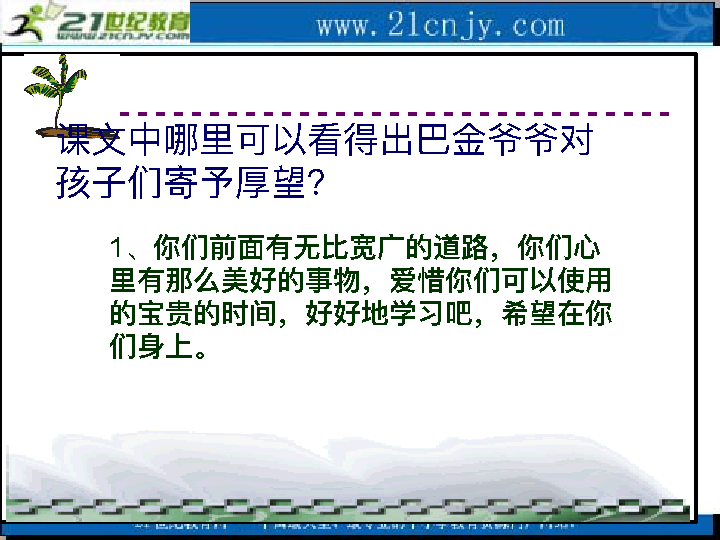 21世纪教育
WWW.21CNJY.COM
www.21cnjy.com
课文中哪里可以看得出巴金爷爷对
孩子们寄予厚望？
1、你们前面有无比宽广的道路，你们心
里有那么美好的事物，爱惜你们可以使用
的宝贵的时间，好好地学习吧，希望在你
们身上。